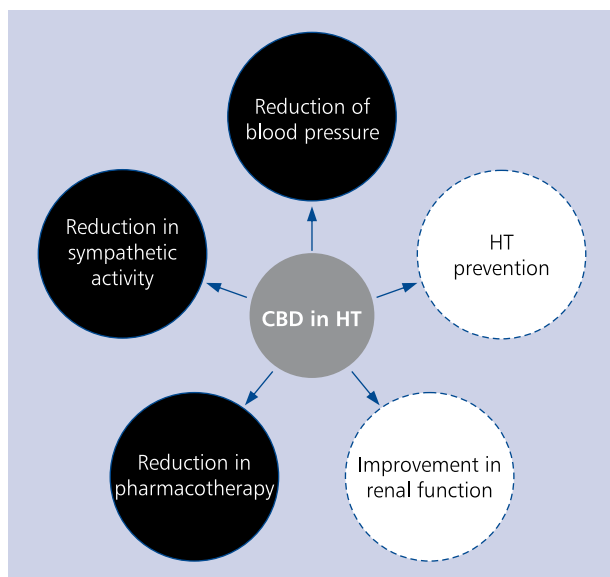 Reduction of
blood pressure
Reduction in
sympathetic
activity
HT
prevention
CBD in HT
Reduction in
pharmacotherapy
Improvement in
renal function